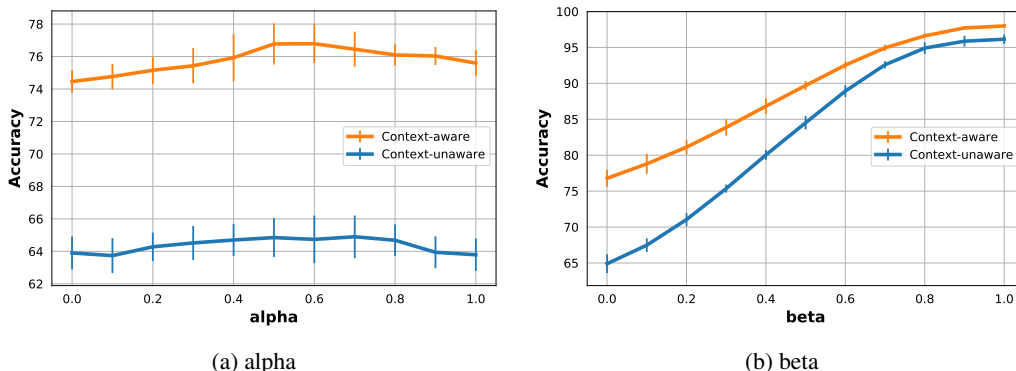 78
76
74
72
70
68
66
64
62
Accuracy
Context-aware
Context-unaware
0.0 0.2 0.4 0.6 0.8 1.0
alpha
(a) alpha
100
95
90
85
80
75
70
65
Accuracy
Context-aware
Context-unaware
0.0 0.2 0.4 0.6 0.8 1.0
beta
(b) beta